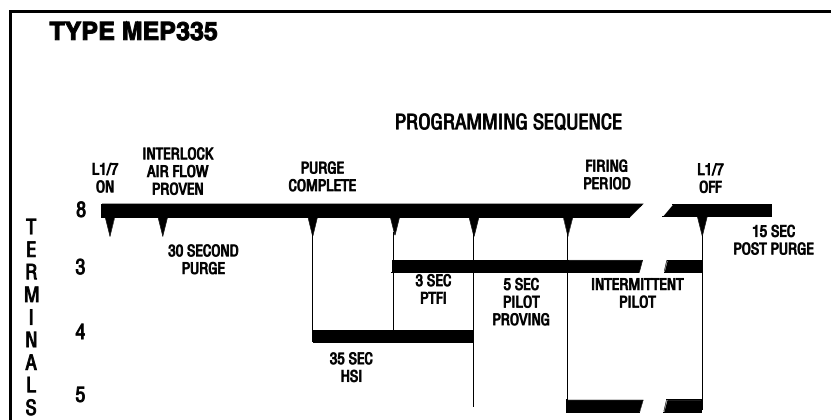 TYPE MEP335
PROGRAMMING SEQUENCE
L1/7
ON
INTERLOCK
AIR FLOW
PROVEN
PURGE
COMPLETE
FIRING
PERIOD
L1/7
OFF
8
30 SECOND
PURGE
15 SEC
POST PURGE
TERMINALS
3
3 SEC
PTFI
5 SEC
PILOT
PROVING
INTERMITTENT
PILOT
4
35 SEC
HSI
5